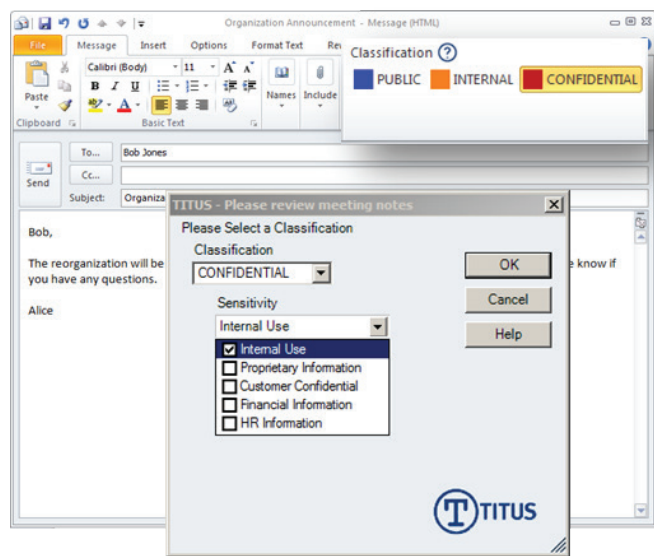 Organization Announcement - Message (HTML)
File Message Insert Options Format Text Re
Classification ?
PUBLIC INTERNAL CONFIDENTIAL
Calibri (Body) 11 A A
Paste B I U Names Include
Clipboard Basic Text
To... Bob Jones
Cc...
Send
Subject: Organiza
TITUS - Please review meeting notes
Please Select a Classification
Classification
CONFIDENTIAL
OK
Sensitivity
Cancel
Internal Use
Help
Internal Use
Proprietary Information
Customer Confidential
Financial Information
HR Information
T TITUS
Bob,
The reorganization will be e know if
you have any questions.
Alice